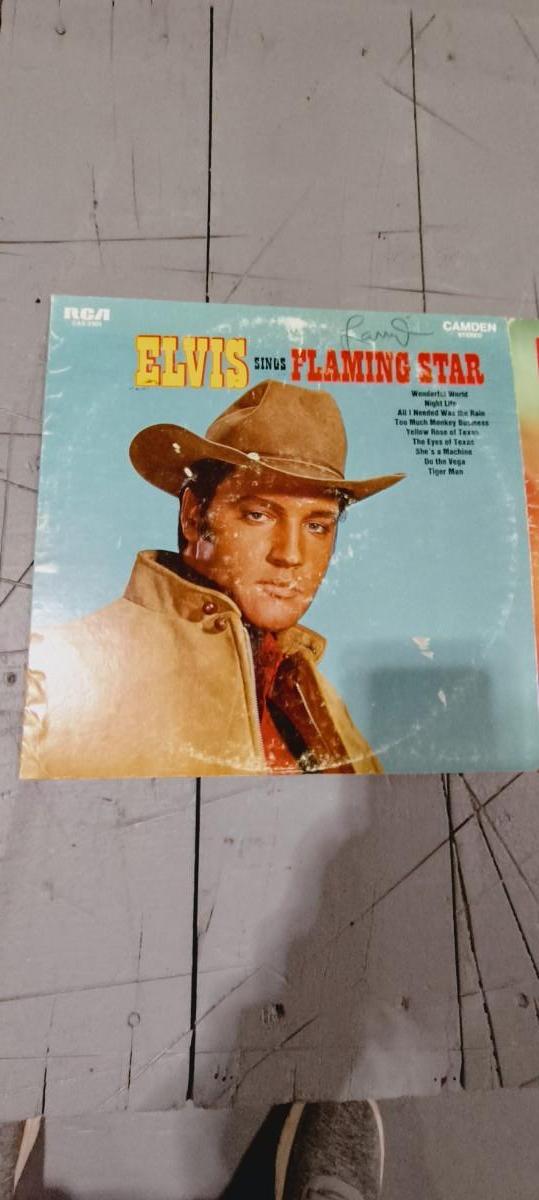 RCA
CAS-2304
CAMDEN
STEREO
ELVIS SINGS FLAMING STAR
Wonderful World
Night Life
All I Needed Was the Rain
Too Much Monkey Business
Yellow Rose of Texas
The Eyes of Texas
She's a Machine
Do the Vega
Tiger Man